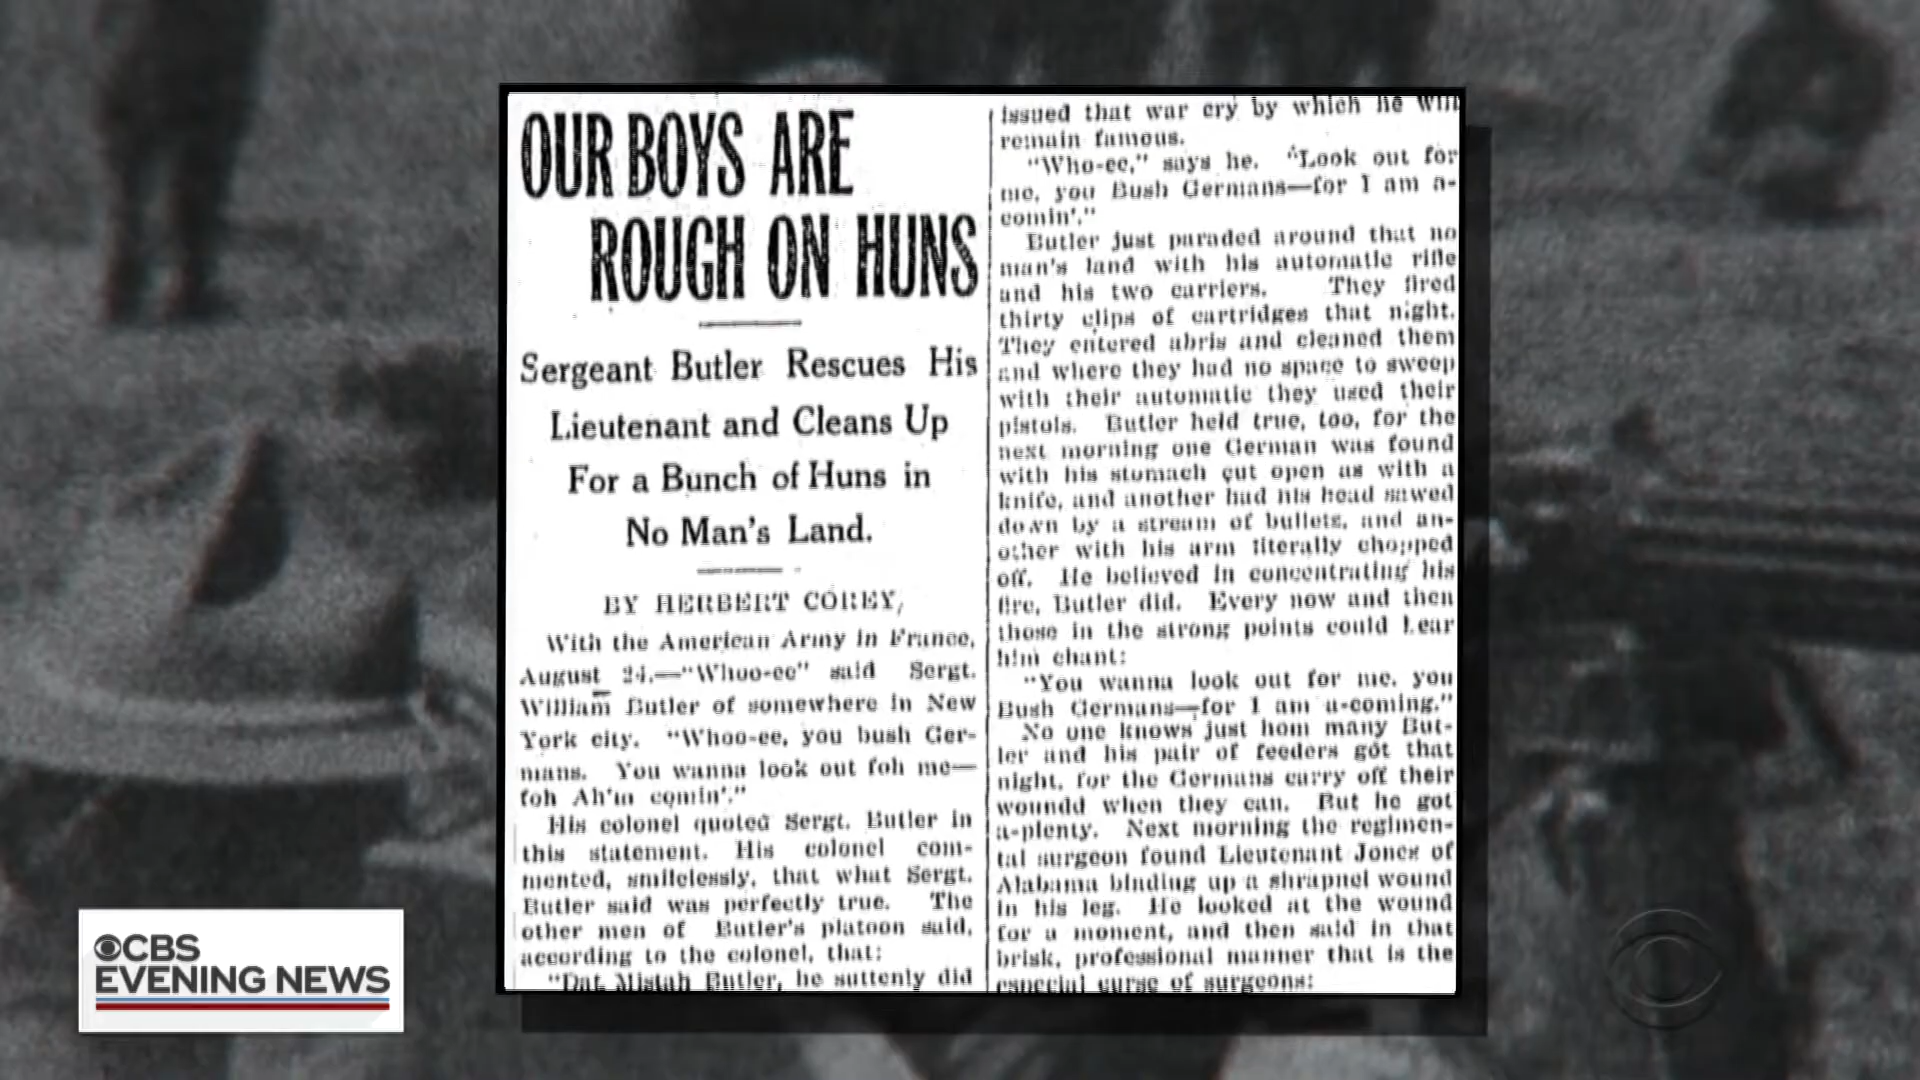 OUR BOYS ARE
ROUGH ON HUNS
Sergeant Butler Rescues His
Lieutenant and Cleans Up
For a Bunch of Huns in
No Man's Land.
BY HERBERT COREY,
With the American Army in France,
August 24.—"Whoo-ee" said Sergt.
William Butler of somewhere in New
York city. "Whoo-ee, you bush Ger-
mans. You wanna look out foh me—
foh Ah'm comin'."
His colonel quoted Sergt. Butler in
this statement. His colonel com-
mented, smilelessly, that what Sergt.
Butler said was perfectly true. The
other men of Butler's platoon said,
according to the colonel, that:
"Dat Mistah Butler, he suttenly did
issued that war cry by which he will
remain famous.
"Who-ee," says he. "Look out for
me, you Bush Germans—for I am a-
comin'."
Butler just paraded around that no
man's land with his automatic rifle
and his two carriers. They fired
thirty clips of cartridges that night.
They entered abris and cleaned them
and where they had no space to sweep
with their automatic they used their
pistols. Butler held true, too, for the
next morning one German was found
with his stomach cut open as with a
knife, and another had his head sawed
down by a stream of bullets, and an-
other with his arm literally chopped
off. He believed in concentrating his
fire, Butler did. Every now and then
those in the strong points could hear
him chant:
"You wanna look out for me, you
Bush Germans—for I am a-coming."
No one knows just hom many But-
ler and his pair of feeders got that
night, for the Germans carry off their
woundd when they can. But he got
a-plenty. Next morning the regimen-
tal surgeon found Lieutenant Jones of
Alabama binding up a shrapnel wound
in his leg. He looked at the wound
for a moment, and then said in that
brisk, professional manner that is the
especial curse of surgeons:
CBS
EVENING NEWS